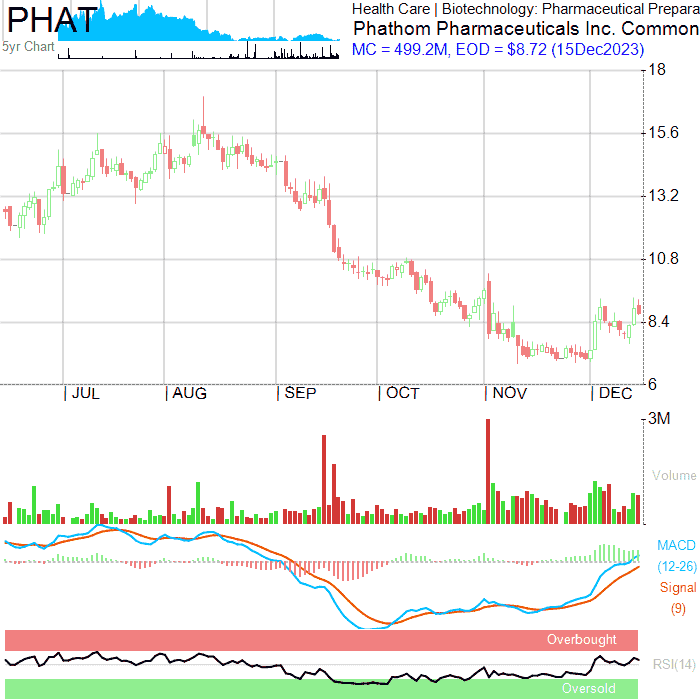 PHAT
5yr Chart
Health Care | Biotechnology: Pharmaceutical Prepara
Phathom Pharmaceuticals Inc. Common
MC = 499.2M, EOD = $8.72 (15Dec2023)
18
15.6
13.2
10.8
8.4
6
| JUL | AUG | SEP | OCT | NOV | DEC
3M
Volume
MACD
(12-26)
Signal
(9)
Overbought
RSI(14)
Oversold